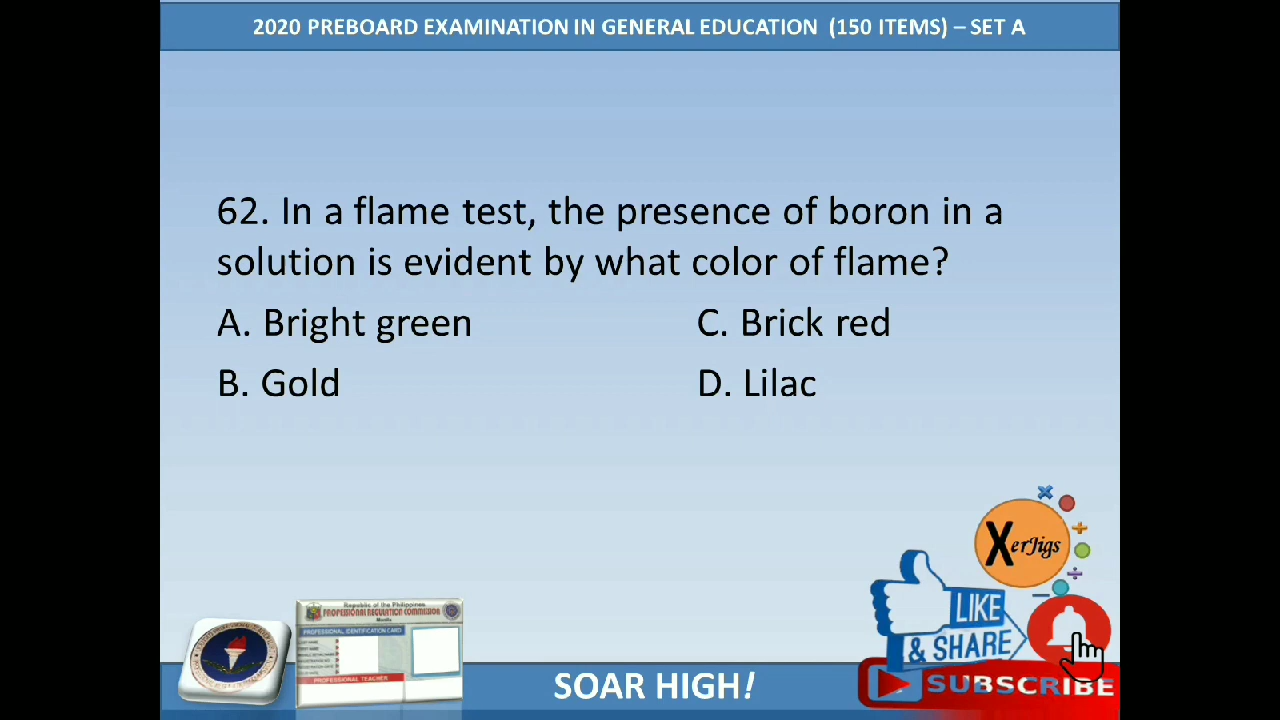 2020 PREBOARD EXAMINATION IN GENERAL EDUCATION (150 ITEMS) – SET A
62. In a flame test, the presence of boron in a
solution is evident by what color of flame?
A. Bright green
C. Brick red
B. Gold
D. Lilac
XerJigs
LIKE
& SHARE
SUBSCRIBE
Republic of the Philippines
PROFESSIONAL REGULATION COMMISSION
Manila
PROFESSIONAL IDENTIFICATION CARD
PROFESSIONAL TEACHER
SOAR HIGH!